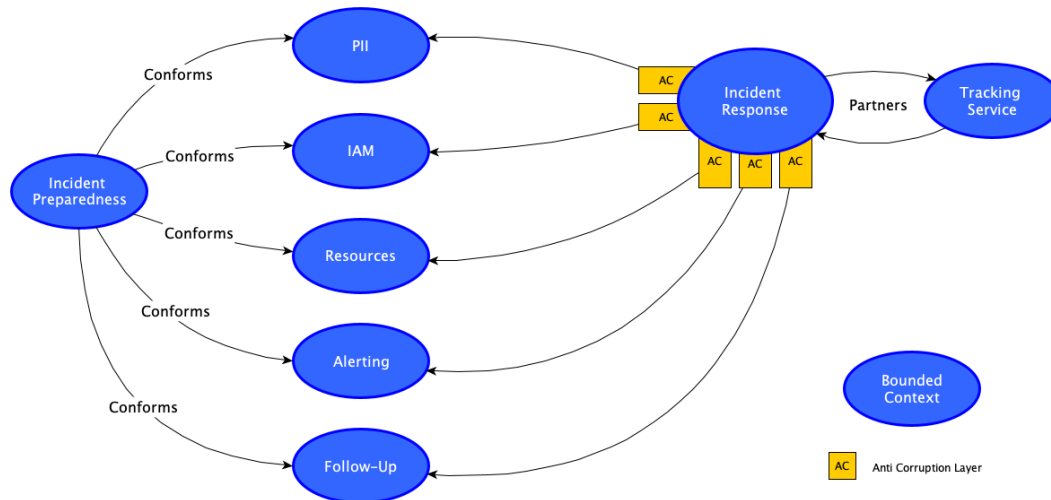 PII
Conforms
AC
Incident
Response
Tracking
Service
Partners
AC
Conforms
IAM
AC
AC
AC
Incident
Preparedness
Conforms
Resources
Conforms
Alerting
Bounded
Context
Conforms
Follow-Up
AC
Anti Corruption Layer